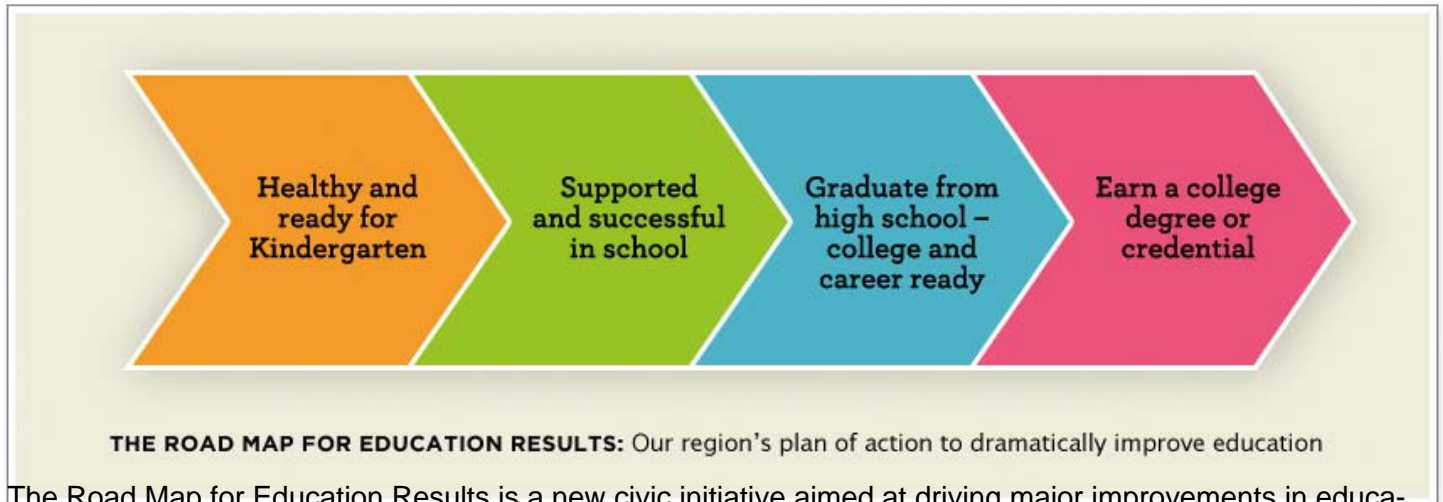 Healthy and
ready for
Kindergarten
Supported
and successful
in school
Graduate from
high school –
college and
career ready
Earn a college
degree or
credential
THE ROAD MAP FOR EDUCATION RESULTS: Our region's plan of action to dramatically improve education
The Road Map for Education Results is a new civic initiative aimed at driving major improvements in educa-